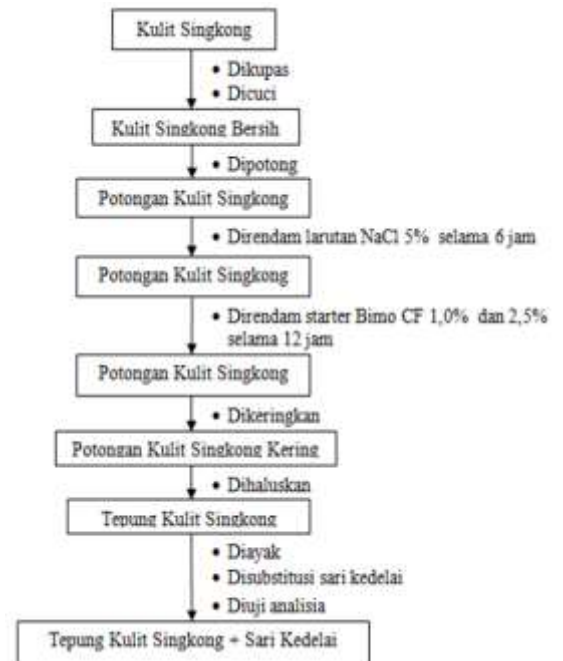 Kulit Singkong
• Dikupas
• Dicuci
Kulit Singkong Bersih
• Dipotong
Potongan Kulit Singkong
• Direndam larutan NaCl 5% selama 6 jam
Potongan Kulit Singkong
• Direndam starter Bimo CF 1,0% dan 2,5%
selama 12 jam
Potongan Kulit Singkong
• Dikeringkan
Potongan Kulit Singkong Kering
• Dihaluskan
Tepung Kulit Singkong
• Diayak
• Disubstitusi sari kedelai
• Diuji analisia
Tepung Kulit Singkong + Sari Kedelai